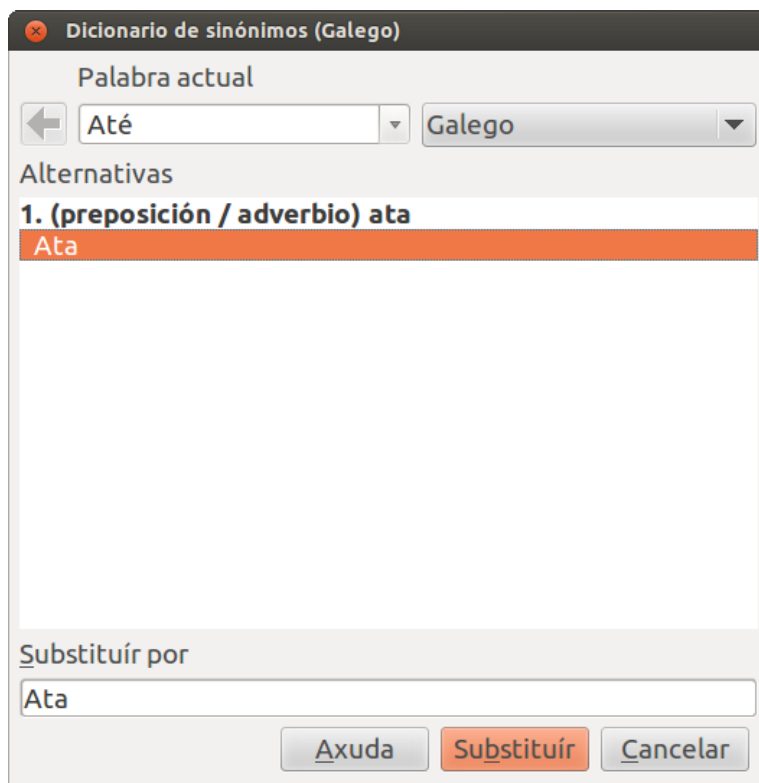 Dicionario de sinónimos (Galego)
Palabra actual
Até Galego
Alternativas
1. (preposición / adverbio) ata
Ata
Substituír por
Ata
Axuda Substituír Cancelar